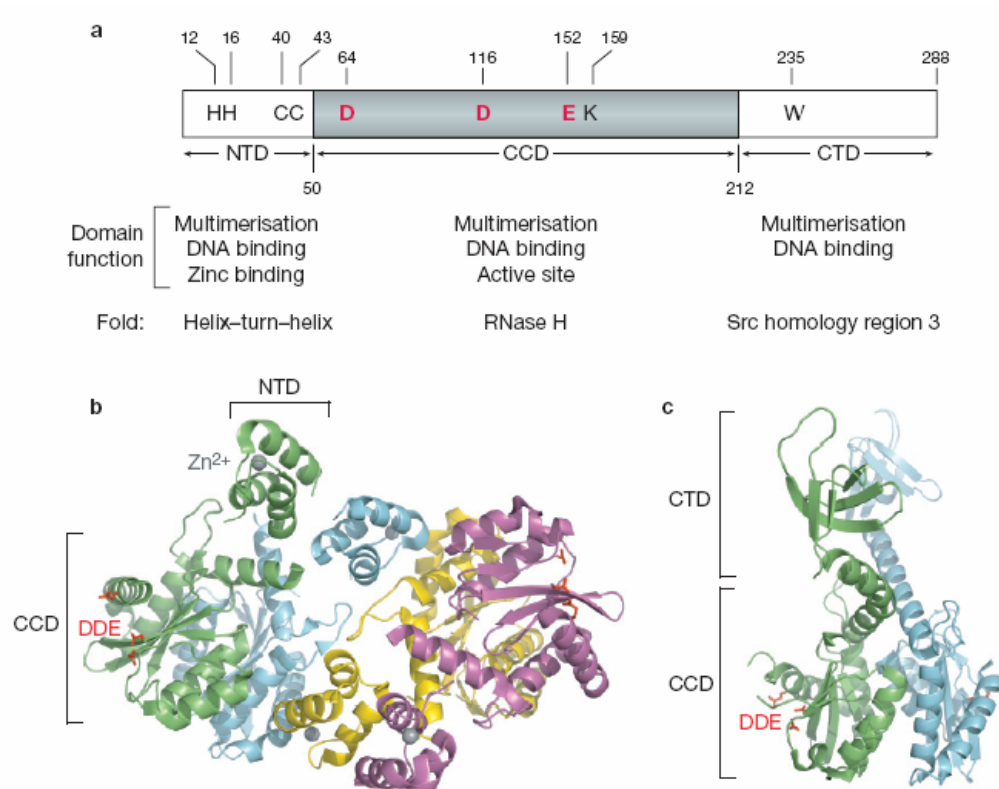 a
12 16 40 43 64 116 152 159 235 288
HH CC D D E K W
NTD CCD CTD
50 212
Domain function
Multimerisation Multimerisation Multimerisation
DNA binding DNA binding DNA binding
Zinc binding Active site
Fold: Helix–turn–helix RNase H Src homology region 3
b NTD c
Zn2+
CTD
CCD
DDE
CCD
DDE